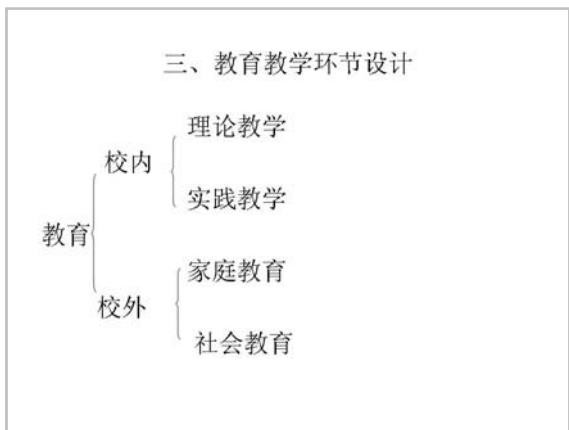 三、教育教学环节设计
理论教学
校内
实践教学
教育
家庭教育
校外
社会教育